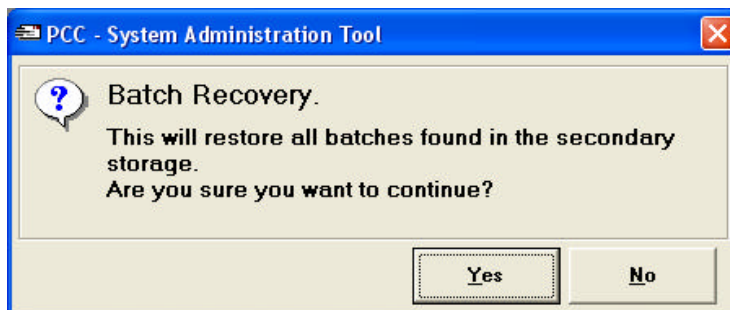 PCC - System Administration Tool
?
Batch Recovery.
This will restore all batches found in the secondary
storage.
Are you sure you want to continue?
Yes
No